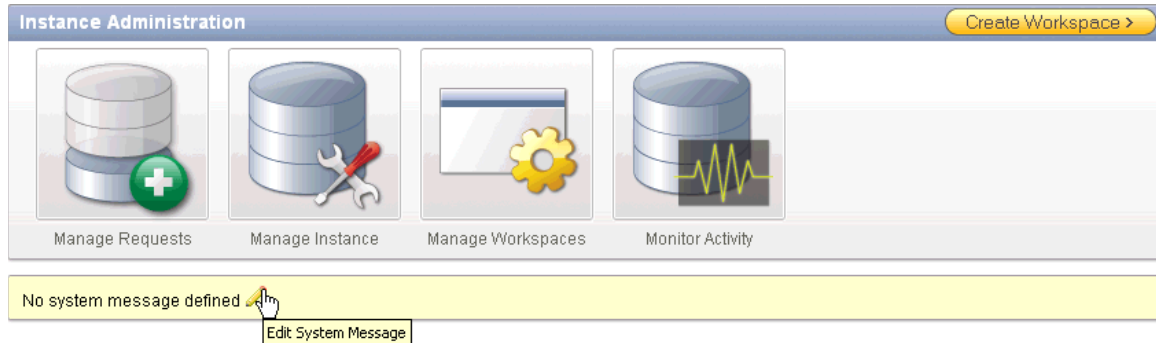 Instance Administration
Create Workspace >
Manage Requests
Manage Instance
Manage Workspaces
Monitor Activity
No system message defined
Edit System Message